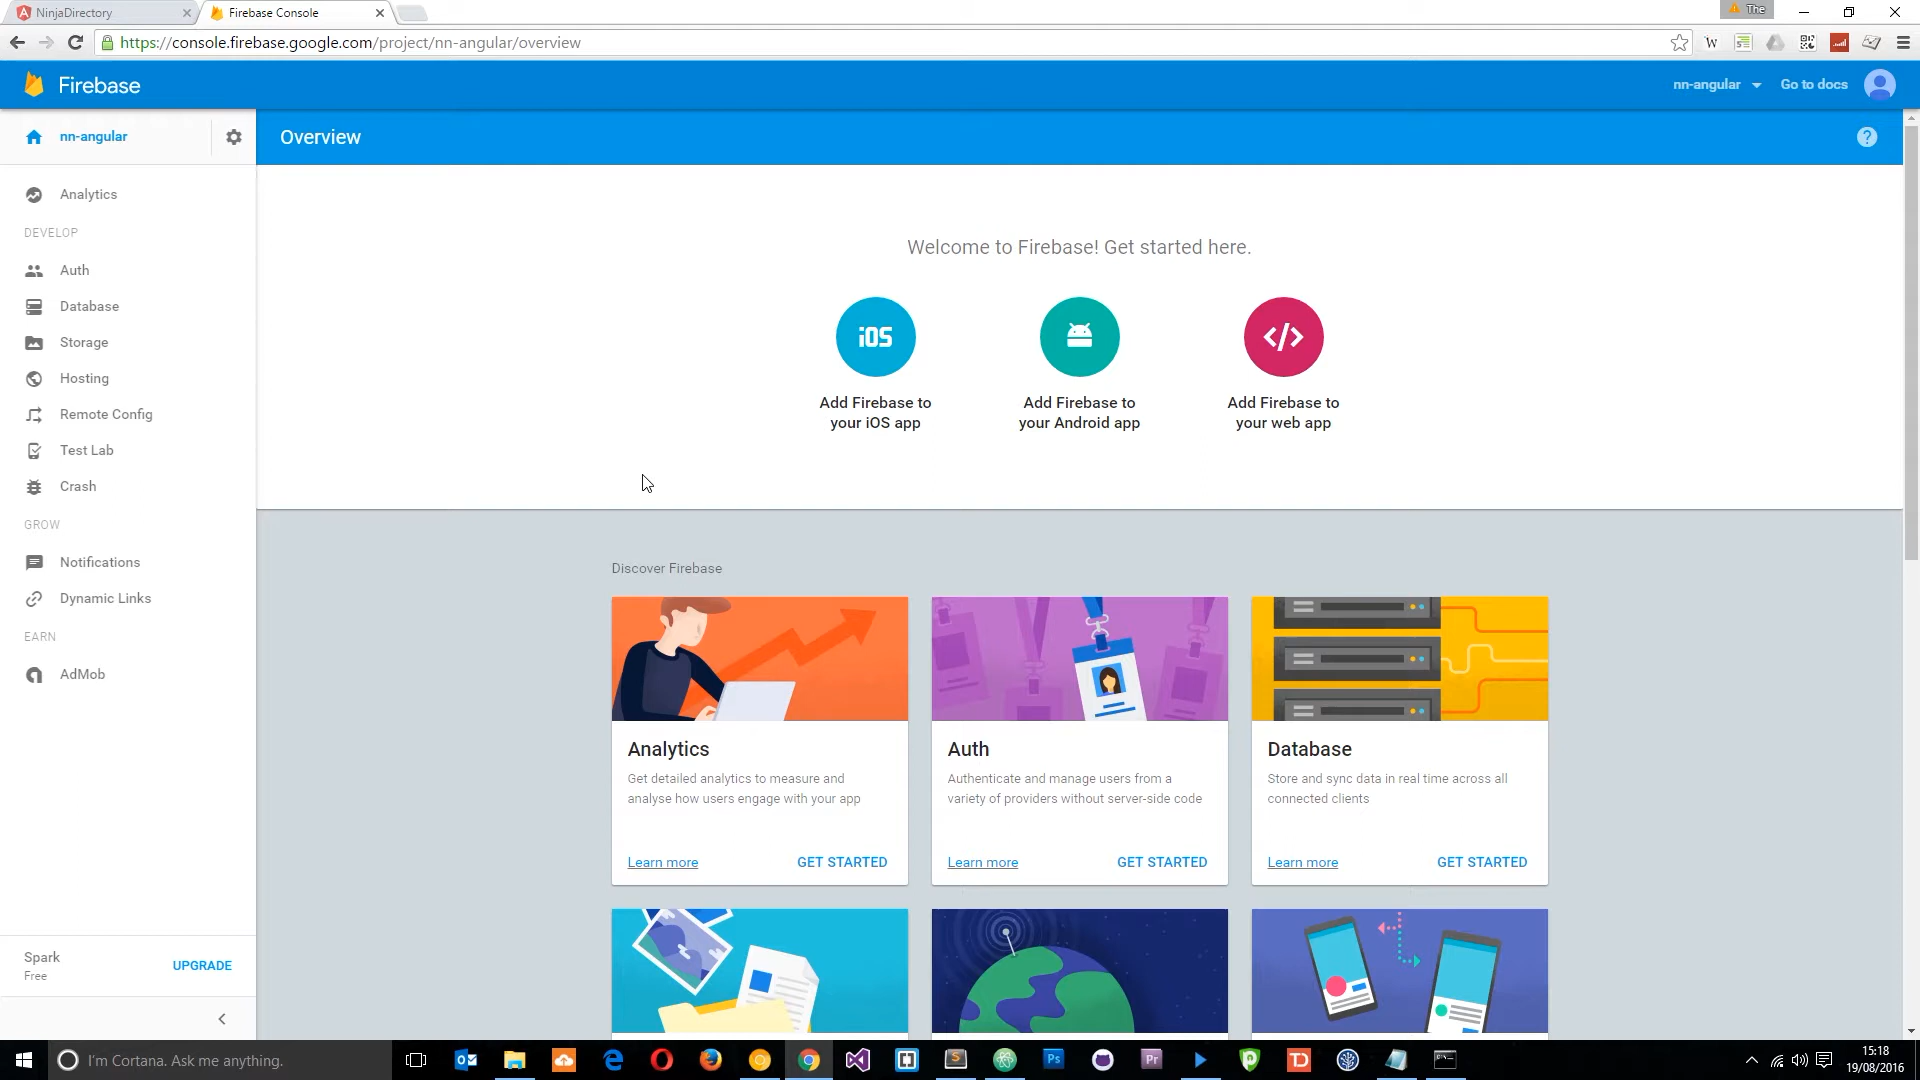 NinjaDirectory
Firebase Console
The
https://console.firebase.google.com/project/nn-angular/overview
Firebase
nn-angular
Go to docs
nn-angular
Overview
Analytics
DEVELOP
Auth
Database
Storage
Hosting
Remote Config
Test Lab
Crash
GROW
Notifications
Dynamic Links
EARN
AdMob
Spark
Free
UPGRADE
Welcome to Firebase! Get started here.
iOS
Add Firebase to
your iOS app
Add Firebase to
your Android app
</>
Add Firebase to
your web app
Discover Firebase
Analytics
Get detailed analytics to measure and
analyse how users engage with your app
Learn more
GET STARTED
Auth
Authenticate and manage users from a
variety of providers without server-side code
Learn more
GET STARTED
Database
Store and sync data in real time across all
connected clients
Learn more
GET STARTED
I'm Cortana. Ask me anything.
Ps
Pr
TD
15:18
19/08/2016